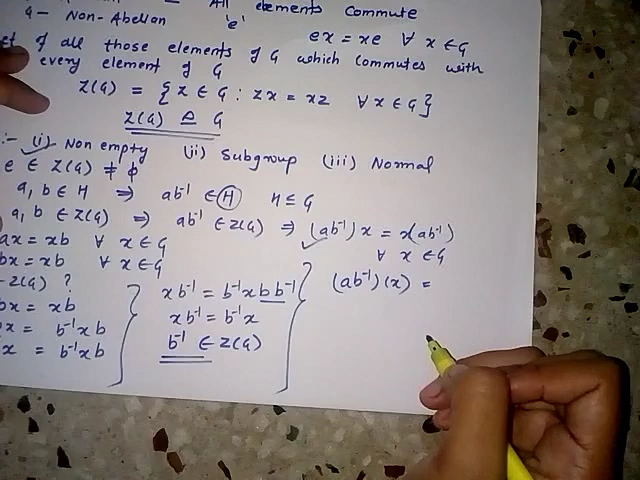 G - Non-Abelian All elements Commute
'e' ex = xe ∀ x ∈ G
of all those elements of G which commutes with
every element of G
Z(G) = { x ∈ G : zx = xz ∀ x ∈ G }
Z(G) ⊴ G
:- (i) Non empty (ii) Subgroup (iii) Normal
e ∈ Z(G) ≠ φ
a, b ∈ H ⇒ ab⁻¹ ∈ H H ≤ G
a, b ∈ Z(G) ⇒ ab⁻¹ ∈ Z(G) ⇒ (ab⁻¹)x = x(ab⁻¹)
∀ x ∈ G
ax = xb ∀ x ∈ G
bx = xb ∀ x ∈ G
Z(G) ?
bx = xb
x = b⁻¹xb
x = b⁻¹xb
xb⁻¹ = b⁻¹xbb⁻¹
xb⁻¹ = b⁻¹x
b⁻¹ ∈ Z(G)
(ab⁻¹)(x) =